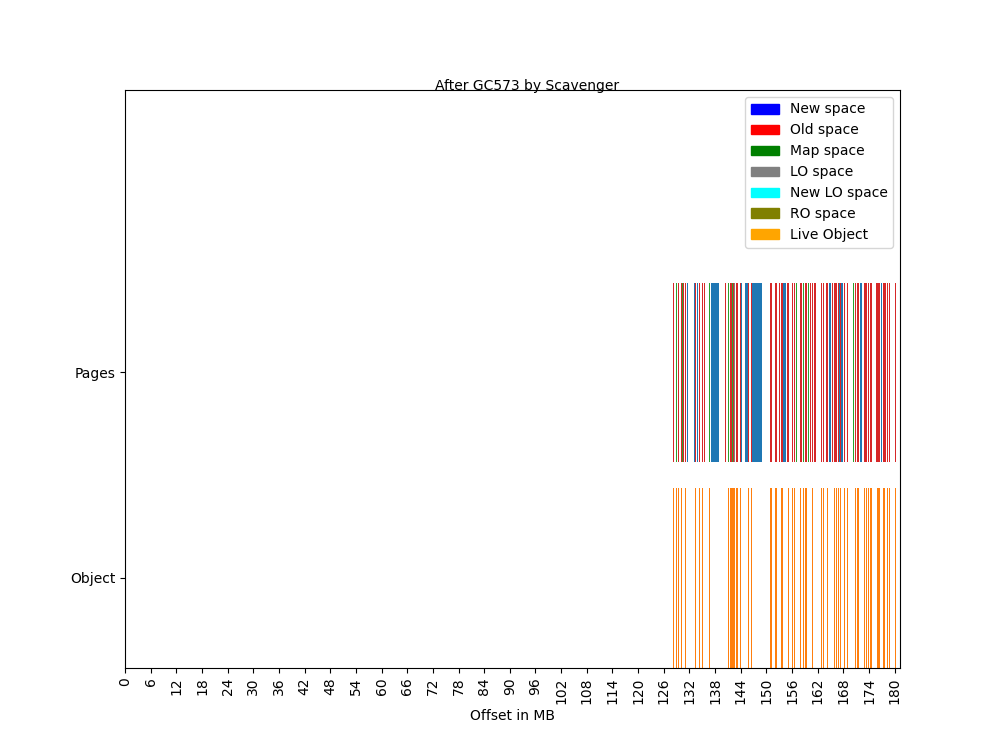 After GC573 by Scavenger
New space
Old space
Map space
LO space
New LO space
RO space
Live Object
Pages
Object
0 6 12 18 24 30 36 42 48 54 60 66 72 78 84 90 96 102 108 114 120 126 132 138 144 150 156 162 168 174 180
Offset in MB